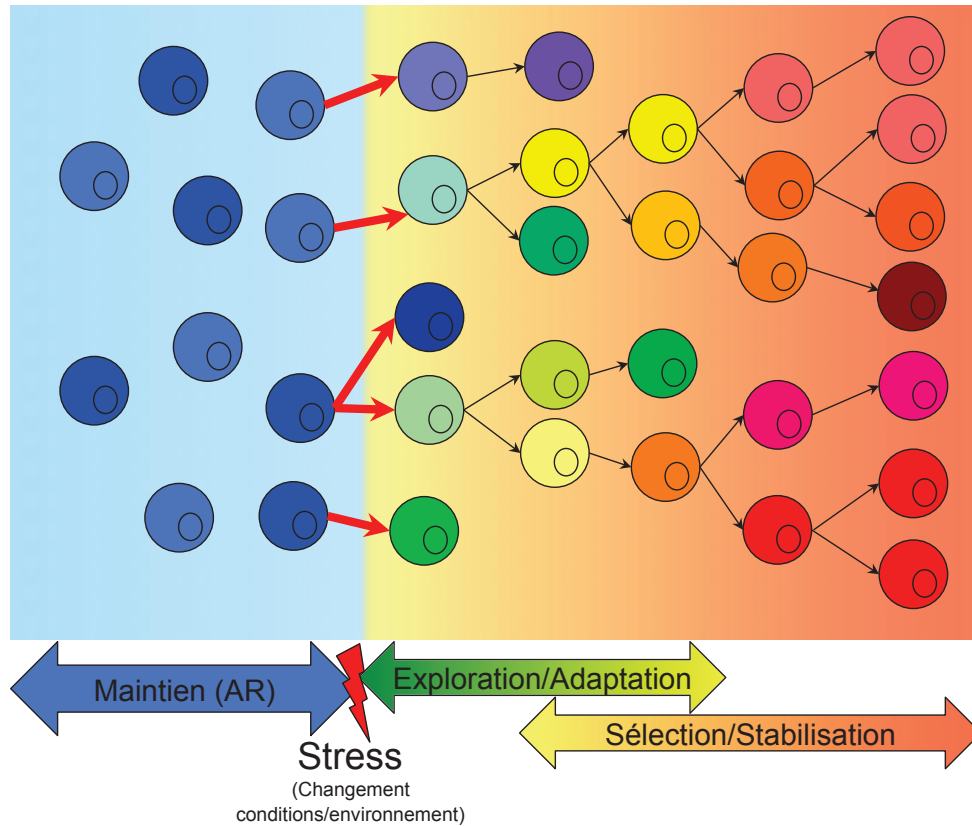 Maintien (AR)
Exploration/Adaptation
Sélection/Stabilisation
Stress
(Changement
conditions/environnement)